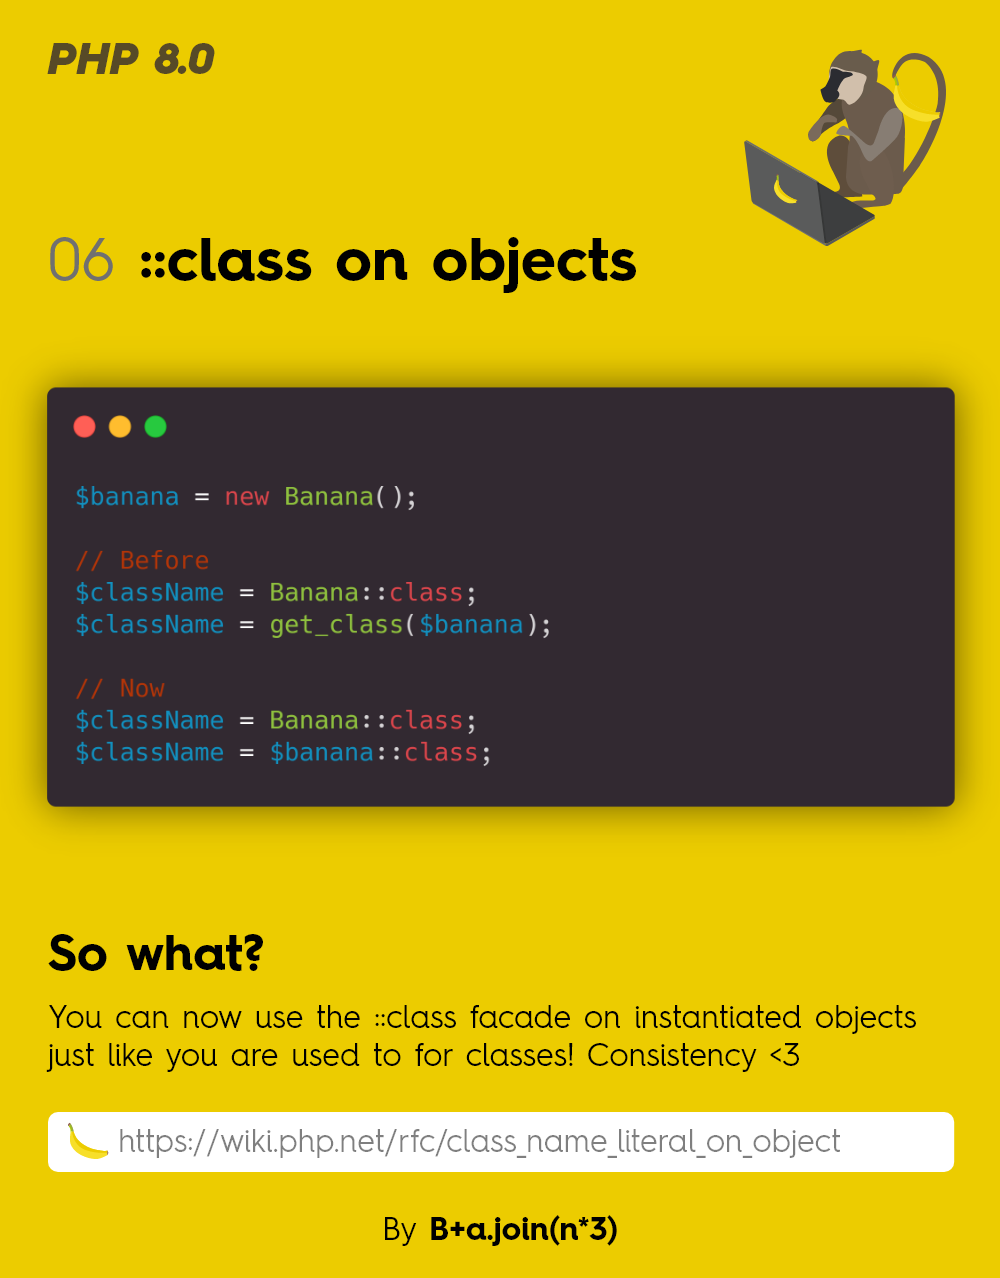 PHP 8.0
06 ::class on objects
$banana = new Banana();
// Before
$className = Banana::class;
$className = get_class($banana);
// Now
$className = Banana::class;
$className = $banana::class;
So what?
You can now use the ::class facade on instantiated objects
just like you are used to for classes! Consistency <3
https://wiki.php.net/rfc/class_name_literal_on_object
By B+a.join(n*3)